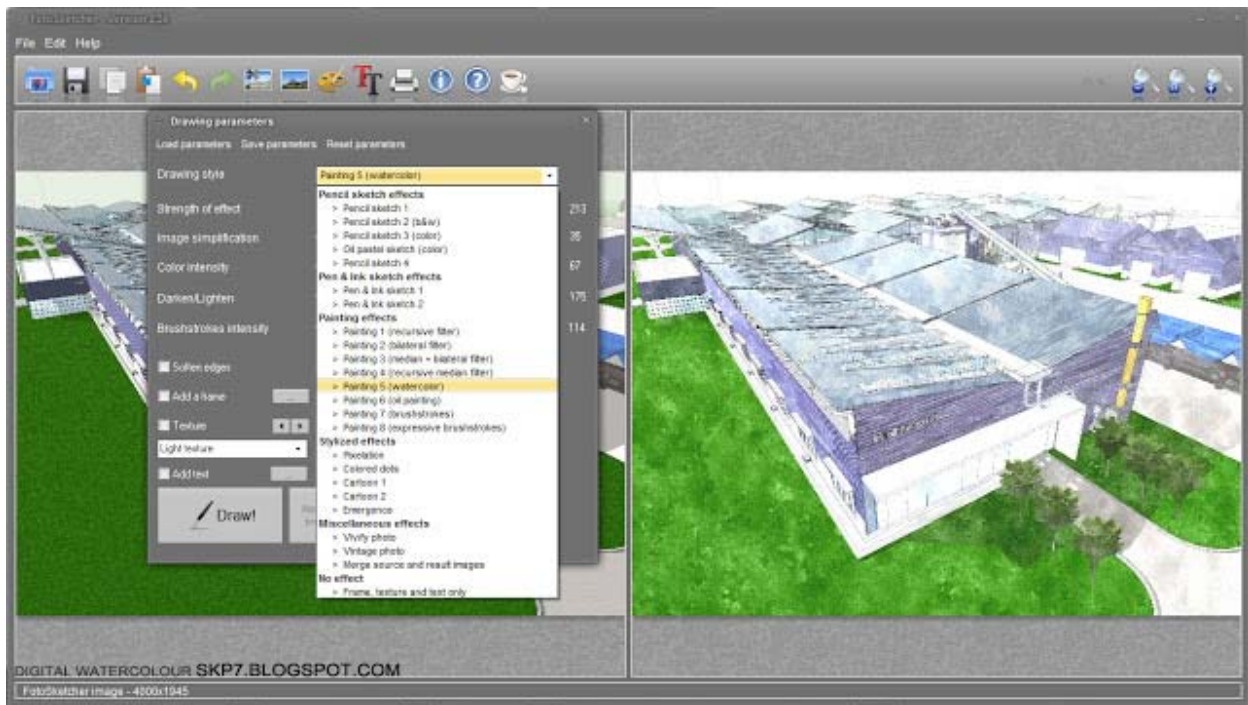 FotoSketcher - Version 2.30
File Edit Help
Drawing parameters
Load parameters Save parameters Reset parameters
Drawing style
Painting 5 (watercolor)
Strength of effect 213
Image simplification
Color intensity 67
Darken/Lighten 175
Brushstrokes intensity 114
Soften edges
Add a frame ...
Texture
Light texture
Add text
Draw!
Pencil sketch effects
» Pencil sketch 1
» Pencil sketch 2 (b&w)
» Pencil sketch 3 (color)
» Oil pastel sketch (color)
» Pencil sketch 4
Pen & Ink sketch effects
» Pen & ink sketch 1
» Pen & ink sketch 2
Painting effects
» Painting 1 (recursive filter)
» Painting 2 (bilateral filter)
» Painting 3 (median + bilateral filter)
» Painting 4 (recursive median filter)
» Painting 5 (watercolor)
» Painting 6 (oil painting)
» Painting 7 (brushstrokes)
» Painting 8 (expressive brushstrokes)
Stylized effects
» Pixelation
» Colored dots
» Cartoon 1
» Cartoon 2
» Emergence
Miscellaneous effects
» Vivify photo
» Vintage photo
» Merge source and result images
No effect
» Frame, texture and text only
DIGITAL WATERCOLOUR SKP7.BLOGSPOT.COM
FotoSketcher image - 4000x1945